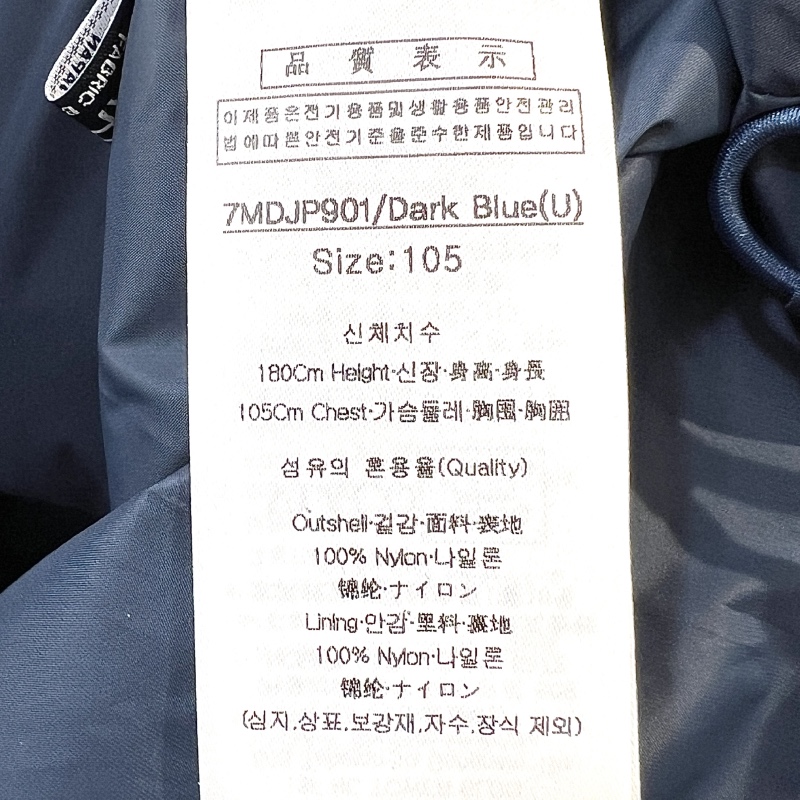 FABRIC
品質表示
이제품은전기용품및생활용품안전관리
법에따른안전기준을준수한제품입니다
7MDJP901/Dark Blue(U)
Size:105
신체치수
180Cm Height·신장·身高·身長
105Cm Chest·가슴둘레·胸围·胸囲
섬유의 혼용율(Quality)
Outshell·겉감·面料·表地
100% Nylon·나일론
锦纶·ナイロン
Lining·안감·里料·裏地
100% Nylon·나일론
锦纶·ナイロン
(심지,상표,보강재,자수,장식 제외)